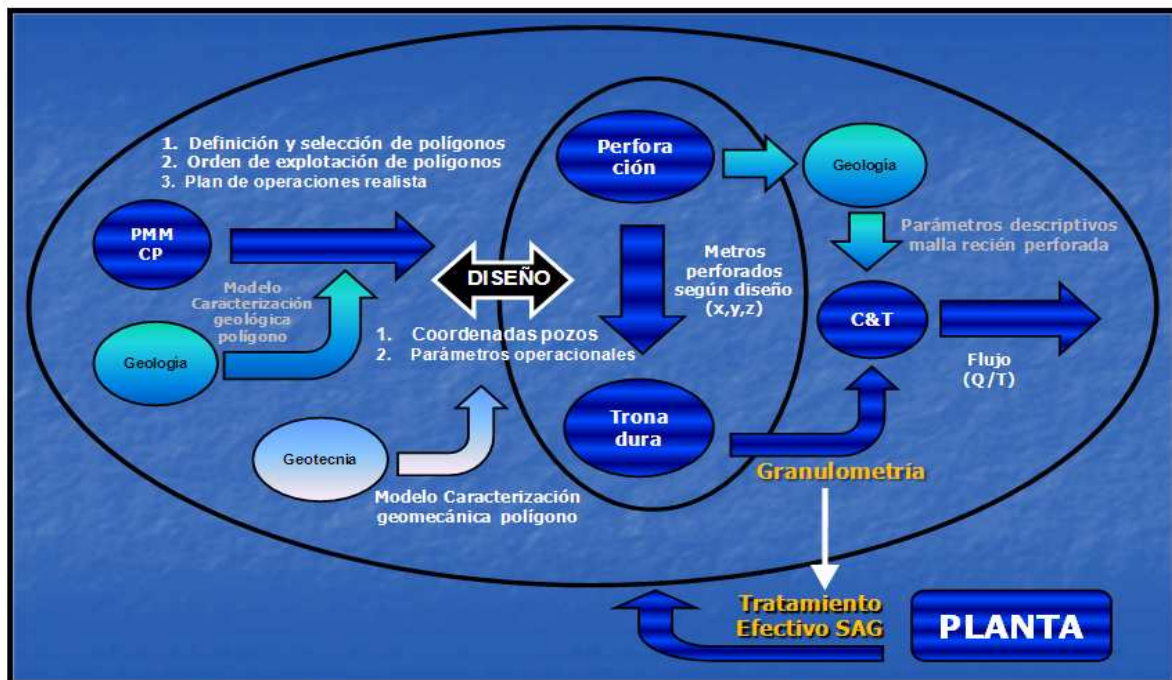 1. Definición y selección de polígonos
2. Orden de explotación de polígonos
3. Plan de operaciones realista
PMM
CP
Modelo
Caracterización
geológica
polígono
Geología
DISEÑO
1. Coordenadas pozos
2. Parámetros operacionales
Geotecnia
Modelo Caracterización
geomecánica polígono
Perfora
ción
Metros
perforados
según diseño
(x,y,z)
Trona
dura
Geología
Parámetros descriptivos
malla recién perforada
C&T
Flujo
(Q/T)
Granulometría
Tratamiento
Efectivo SAG
PLANTA